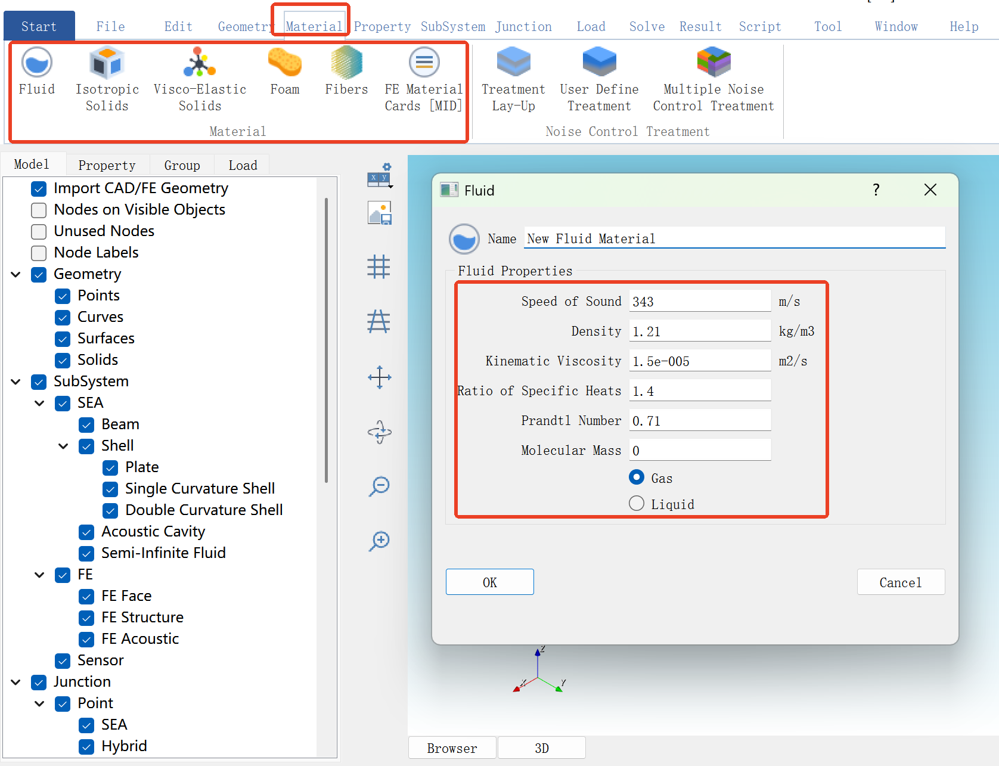 Start File Edit Geometry Material Property SubSystem Junction Load Solve Result Script Tool Window Help
Fluid Isotropic Visco-Elastic Foam Fibers FE Material Treatment User Define Multiple Noise
Solids Solids Cards [MID] Lay-Up Treatment Control Treatment
Material Noise Control Treatment
Model Property Group Load
Import CAD/FE Geometry
Nodes on Visible Objects
Unused Nodes
Node Labels
Geometry
Points
Curves
Surfaces
Solids
SubSystem
SEA
Beam
Shell
Plate
Single Curvature Shell
Double Curvature Shell
Acoustic Cavity
Semi-Infinite Fluid
FE
FE Face
FE Structure
FE Acoustic
Sensor
Junction
Point
SEA
Hybrid
x y
Fluid ?
Name New Fluid Material
Fluid Properties
Speed of Sound 343 m/s
Density 1.21 kg/m3
Kinematic Viscosity 1.5e-005 m2/s
Ratio of Specific Heats 1.4
Prandtl Number 0.71
Molecular Mass 0
Gas
Liquid
OK Cancel
Z
X Y
Browser 3D